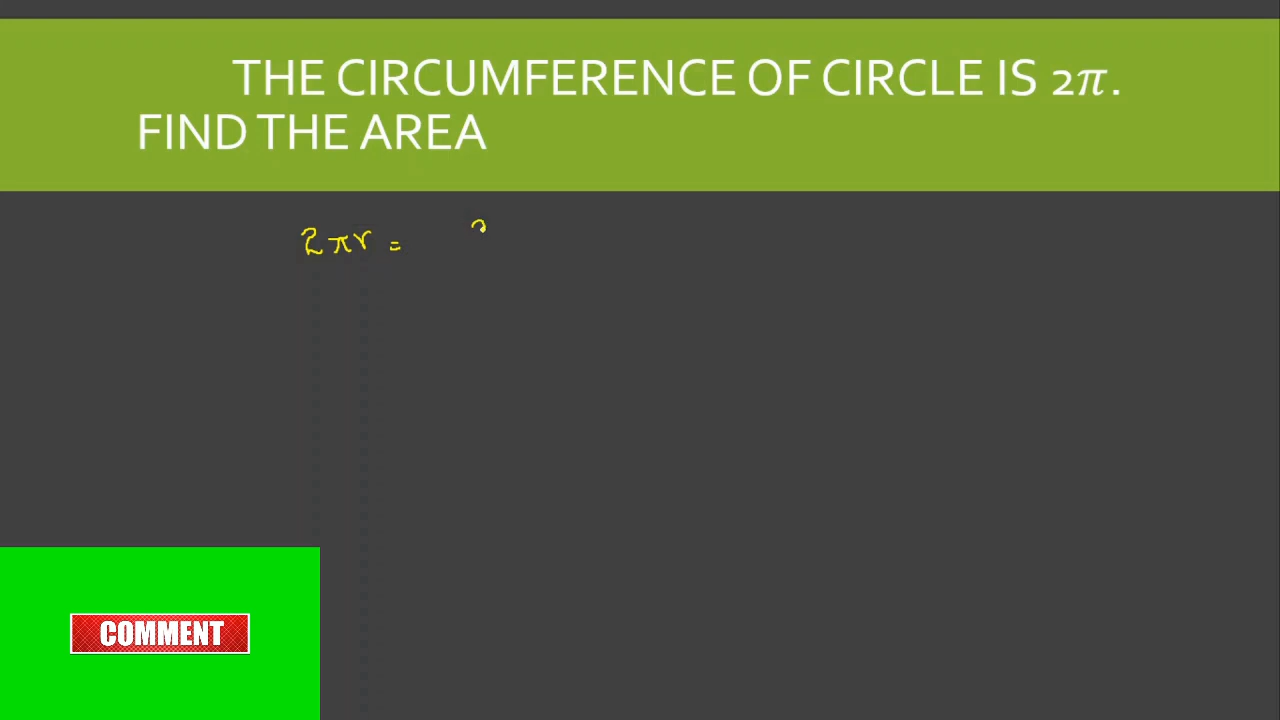 THE CIRCUMFERENCE OF CIRCLE IS 2π.
FIND THE AREA
2πr =
COMMENT